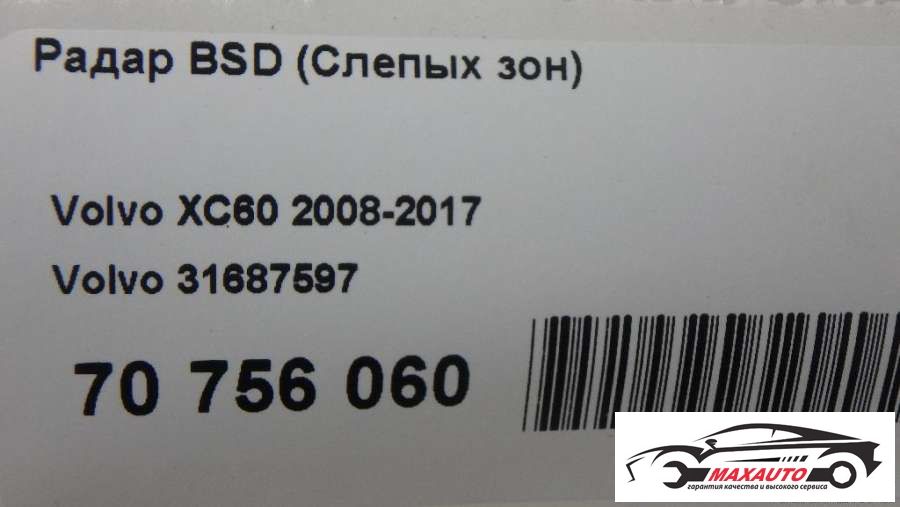 Радар BSD (Слепых зон)
Volvo XC60 2008-2017
Volvo 31687597
70 756 060
MAXAUTO
гарантия качества и высокого сервиса